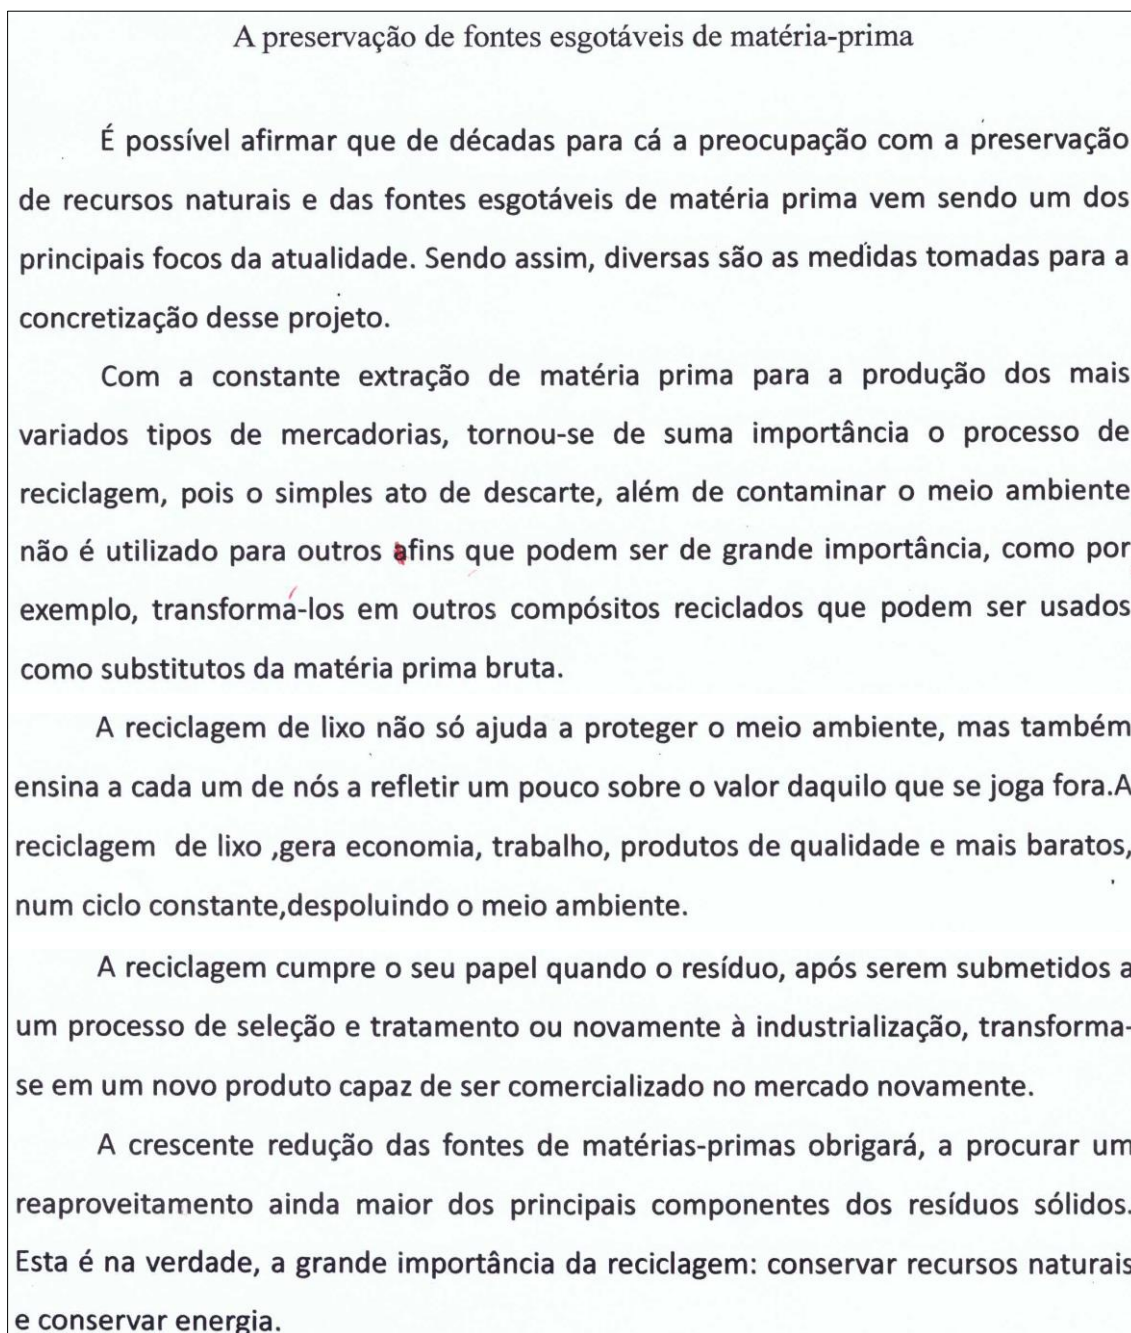 A preservação de fontes esgotáveis de matéria-prima
É possível afirmar que de décadas para cá a preocupação com a preservação
de recursos naturais e das fontes esgotáveis de matéria prima vem sendo um dos
principais focos da atualidade. Sendo assim, diversas são as medidas tomadas para a
concretização desse projeto.
Com a constante extração de matéria prima para a produção dos mais
variados tipos de mercadorias, tornou-se de suma importância o processo de
reciclagem, pois o simples ato de descarte, além de contaminar o meio ambiente
não é utilizado para outros afins que podem ser de grande importância, como por
exemplo, transformá-los em outros compósitos reciclados que podem ser usados
como substitutos da matéria prima bruta.
A reciclagem de lixo não só ajuda a proteger o meio ambiente, mas também
ensina a cada um de nós a refletir um pouco sobre o valor daquilo que se joga fora.A
reciclagem  de lixo ,gera economia, trabalho, produtos de qualidade e mais baratos,
num ciclo constante,despoluindo o meio ambiente.
A reciclagem cumpre o seu papel quando o resíduo, após serem submetidos a
um processo de seleção e tratamento ou novamente à industrialização, transforma-
se em um novo produto capaz de ser comercializado no mercado novamente.
A crescente redução das fontes de matérias-primas obrigará, a procurar um
reaproveitamento ainda maior dos principais componentes dos resíduos sólidos.
Esta é na verdade, a grande importância da reciclagem: conservar recursos naturais
e conservar energia.